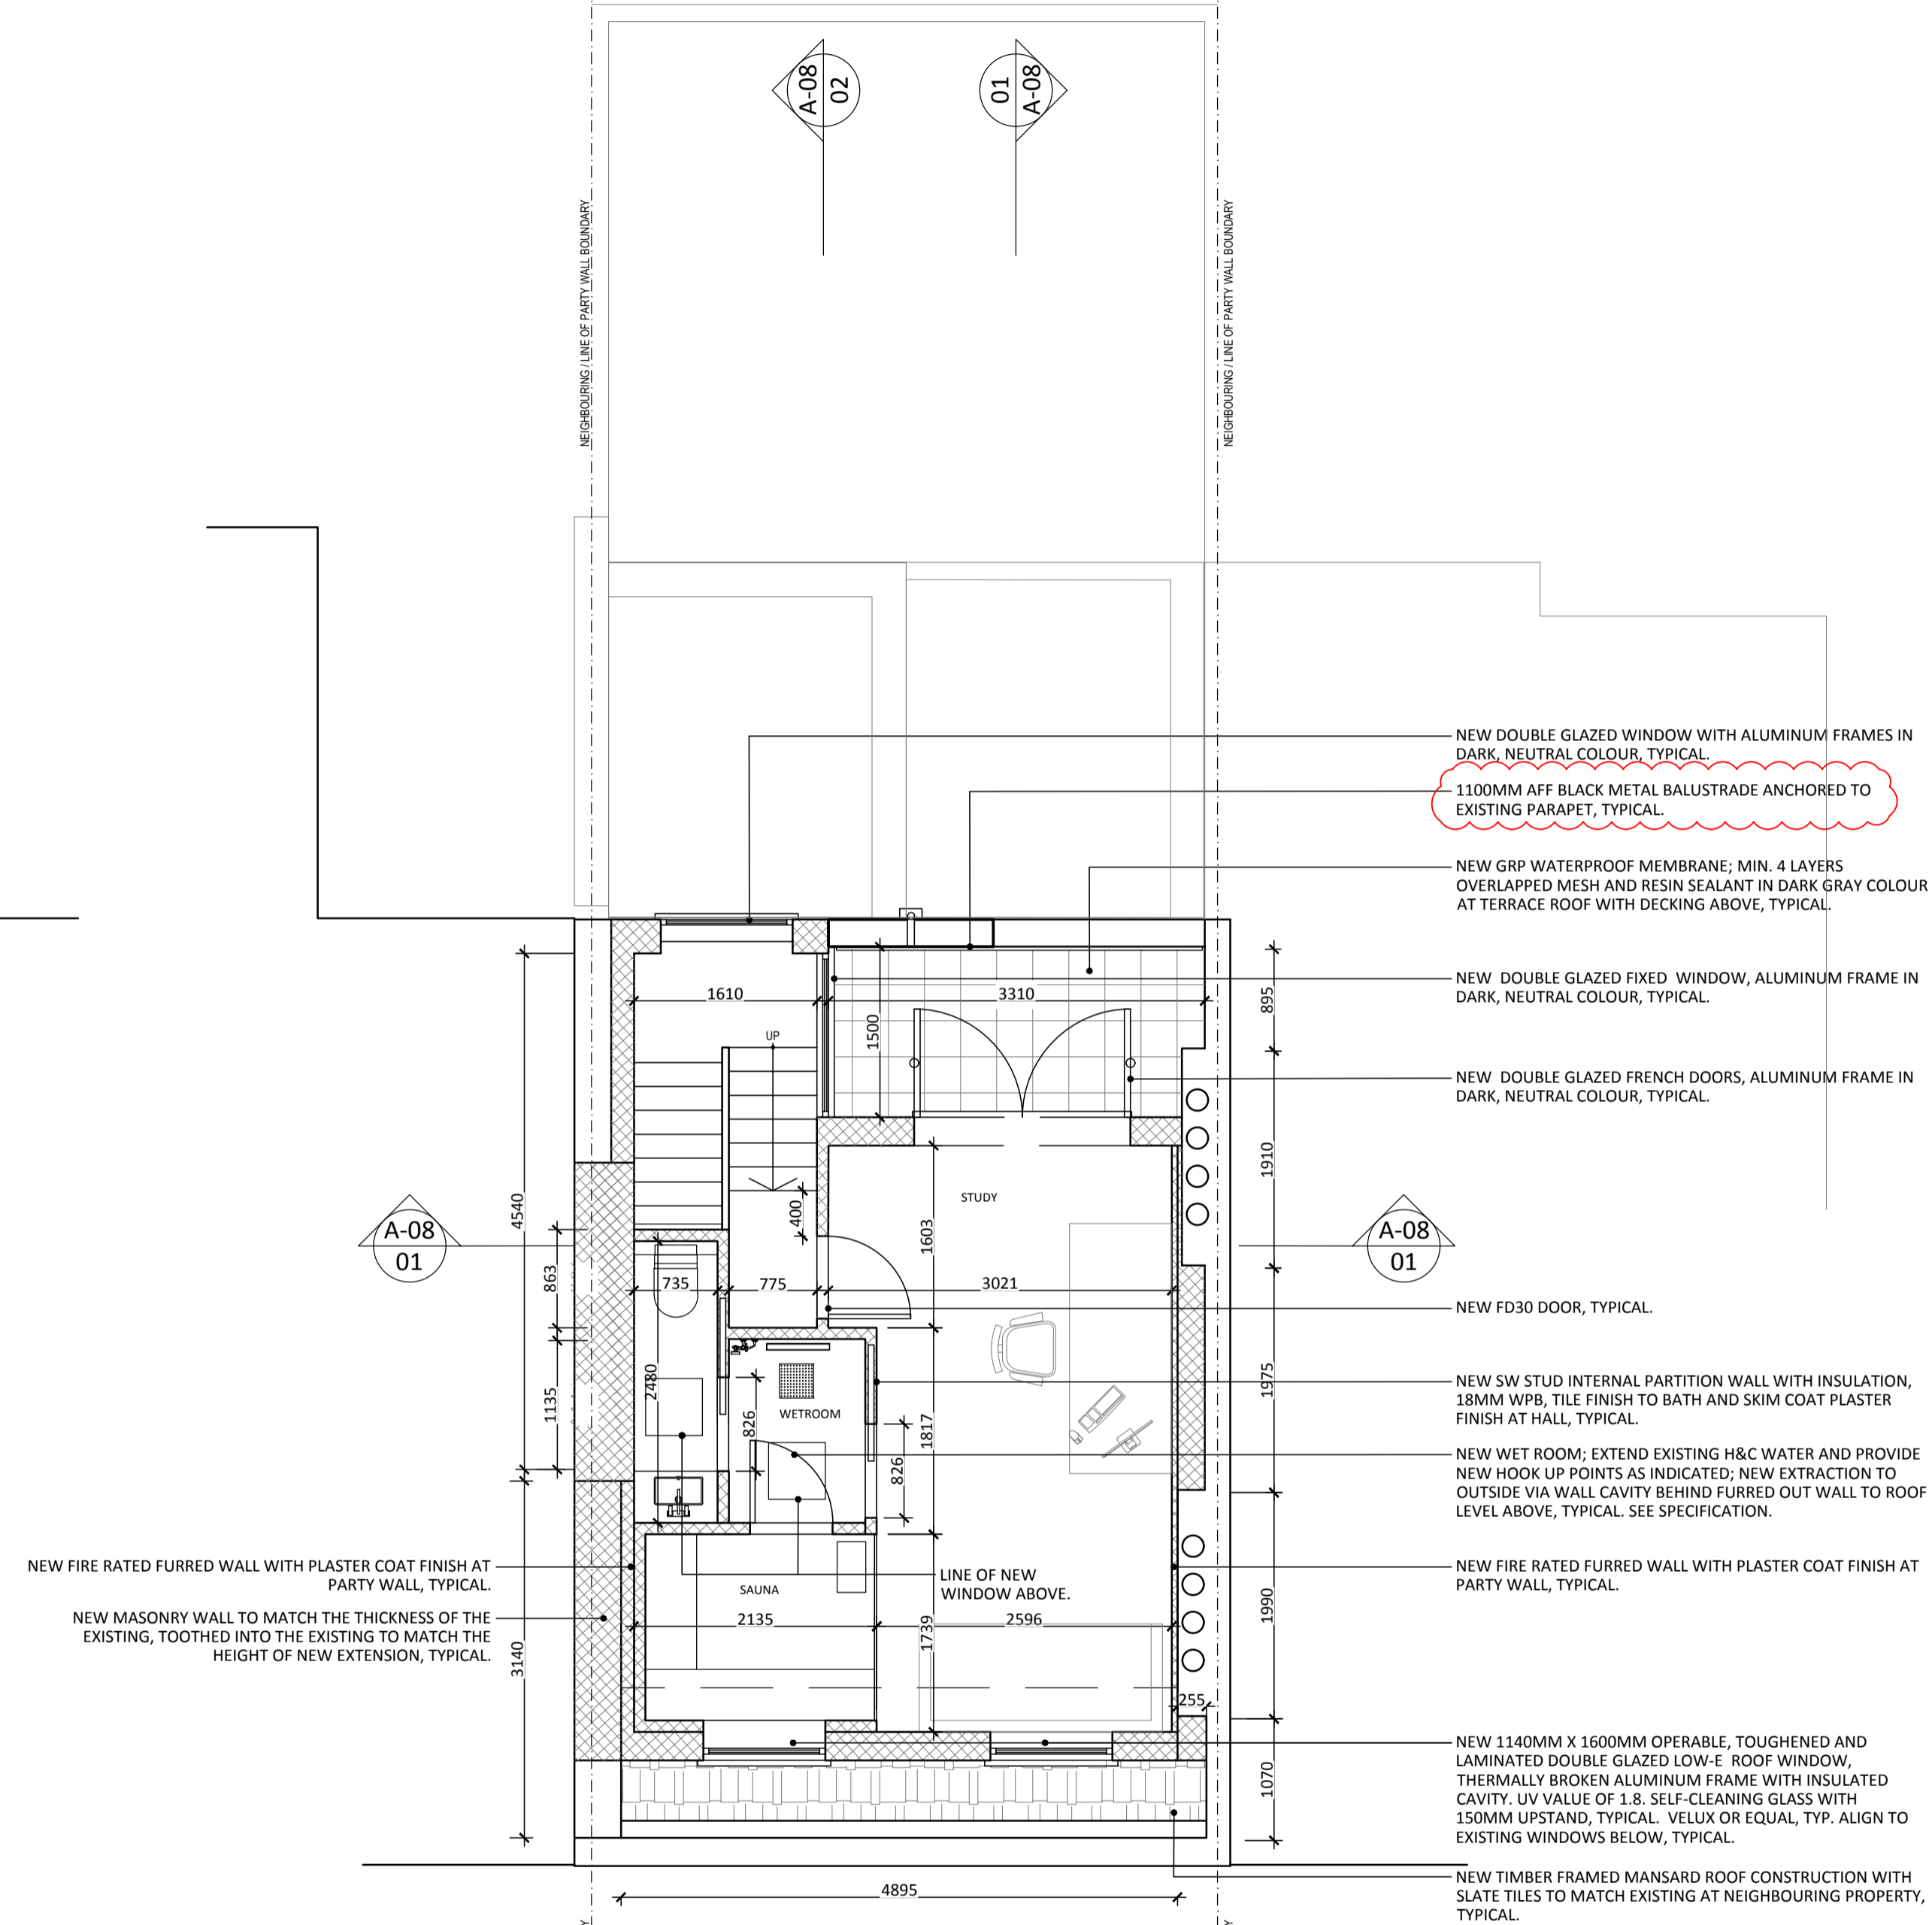 A-08
02
01
A-08
NEIGHBOURING / LINE OF PARTY WALL BOUNDARY
NEIGHBOURING / LINE OF PARTY WALL BOUNDARY
NEW DOUBLE GLAZED WINDOW WITH ALUMINUM FRAMES IN
DARK, NEUTRAL COLOUR, TYPICAL.
1100MM AFF BLACK METAL BALUSTRADE ANCHORED TO
EXISTING PARAPET, TYPICAL.
NEW GRP WATERPROOF MEMBRANE; MIN. 4 LAYERS
OVERLAPPED MESH AND RESIN SEALANT IN DARK GRAY COLOUR
AT TERRACE ROOF WITH DECKING ABOVE, TYPICAL.
NEW DOUBLE GLAZED FIXED WINDOW, ALUMINUM FRAME IN
DARK, NEUTRAL COLOUR, TYPICAL.
1610
3310
895
1500
UP
NEW DOUBLE GLAZED FRENCH DOORS, ALUMINUM FRAME IN
DARK, NEUTRAL COLOUR, TYPICAL.
1910
STUDY
4540
400
1603
A-08
01
A-08
01
863
735
775
3021
NEW FD30 DOOR, TYPICAL.
2480
1135
1975
NEW SW STUD INTERNAL PARTITION WALL WITH INSULATION,
18MM WPB, TILE FINISH TO BATH AND SKIM COAT PLASTER
FINISH AT HALL, TYPICAL.
WETROOM
826
1817
826
NEW WET ROOM; EXTEND EXISTING H&C WATER AND PROVIDE
NEW HOOK UP POINTS AS INDICATED; NEW EXTRACTION TO
OUTSIDE VIA WALL CAVITY BEHIND FURRED OUT WALL TO ROOF
LEVEL ABOVE, TYPICAL. SEE SPECIFICATION.
NEW FIRE RATED FURRED WALL WITH PLASTER COAT FINISH AT
PARTY WALL, TYPICAL.
LINE OF NEW
WINDOW ABOVE.
NEW FIRE RATED FURRED WALL WITH PLASTER COAT FINISH AT
PARTY WALL, TYPICAL.
SAUNA
NEW MASONRY WALL TO MATCH THE THICKNESS OF THE
EXISTING, TOOTHED INTO THE EXISTING TO MATCH THE
HEIGHT OF NEW EXTENSION, TYPICAL.
2135
1739
2596
1990
3140
255
1070
NEW 1140MM X 1600MM OPERABLE, TOUGHENED AND
LAMINATED DOUBLE GLAZED LOW-E ROOF WINDOW,
THERMALLY BROKEN ALUMINUM FRAME WITH INSULATED
CAVITY. UV VALUE OF 1.8. SELF-CLEANING GLASS WITH
150MM UPSTAND, TYPICAL. VELUX OR EQUAL, TYP. ALIGN TO
EXISTING WINDOWS BELOW, TYPICAL.
NEW TIMBER FRAMED MANSARD ROOF CONSTRUCTION WITH
SLATE TILES TO MATCH EXISTING AT NEIGHBOURING PROPERTY,
TYPICAL.
4895